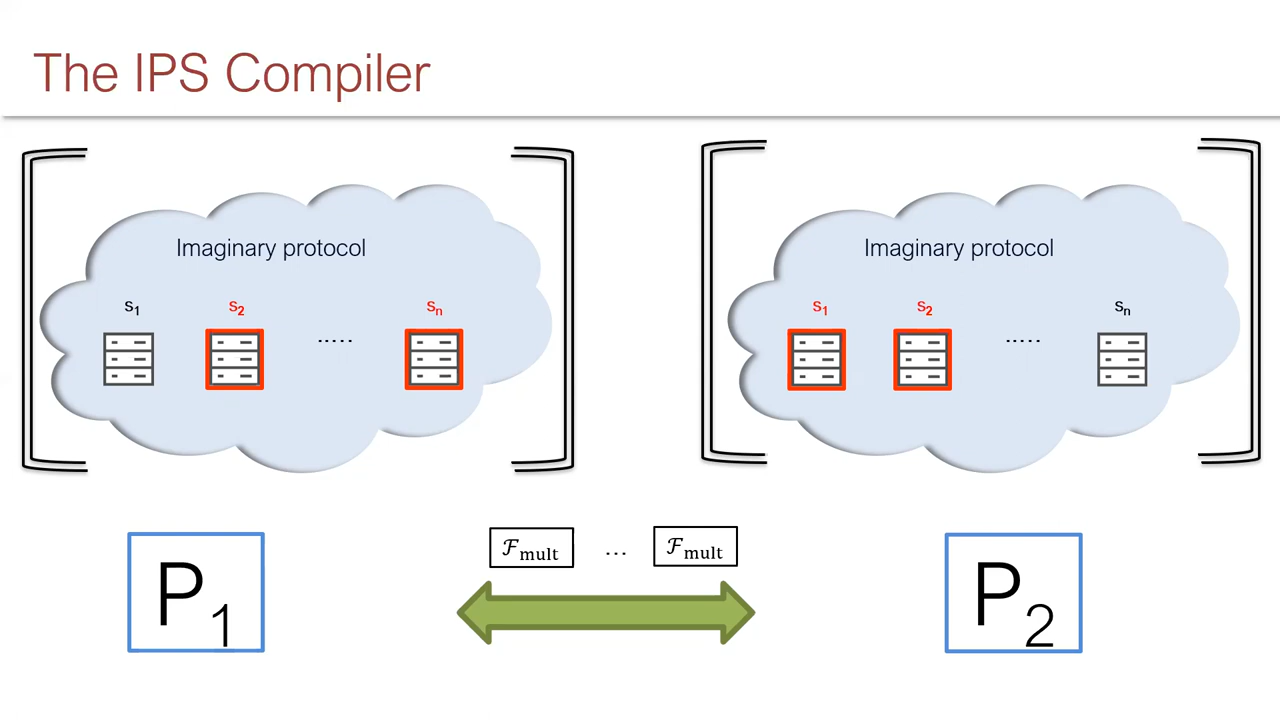 The IPS Compiler
Imaginary protocol
Imaginary protocol
S1 S2 ..... Sn
S1 S2 ..... Sn
ℱmult ... ℱmult
P1
P2